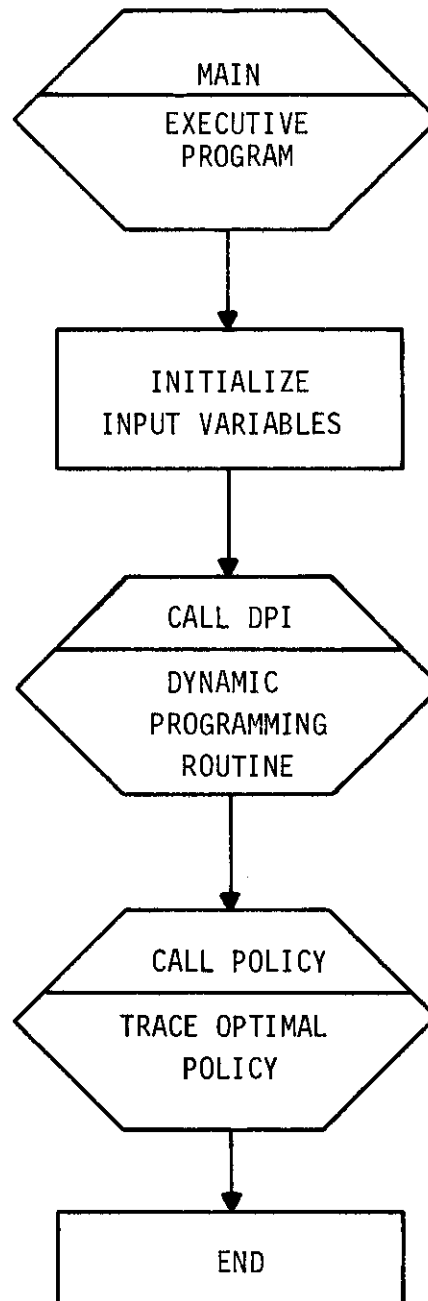 MAIN
EXECUTIVE
PROGRAM
INITIALIZE
INPUT VARIABLES
CALL DPI
DYNAMIC
PROGRAMMING
ROUTINE
CALL POLICY
TRACE OPTIMAL
POLICY
END